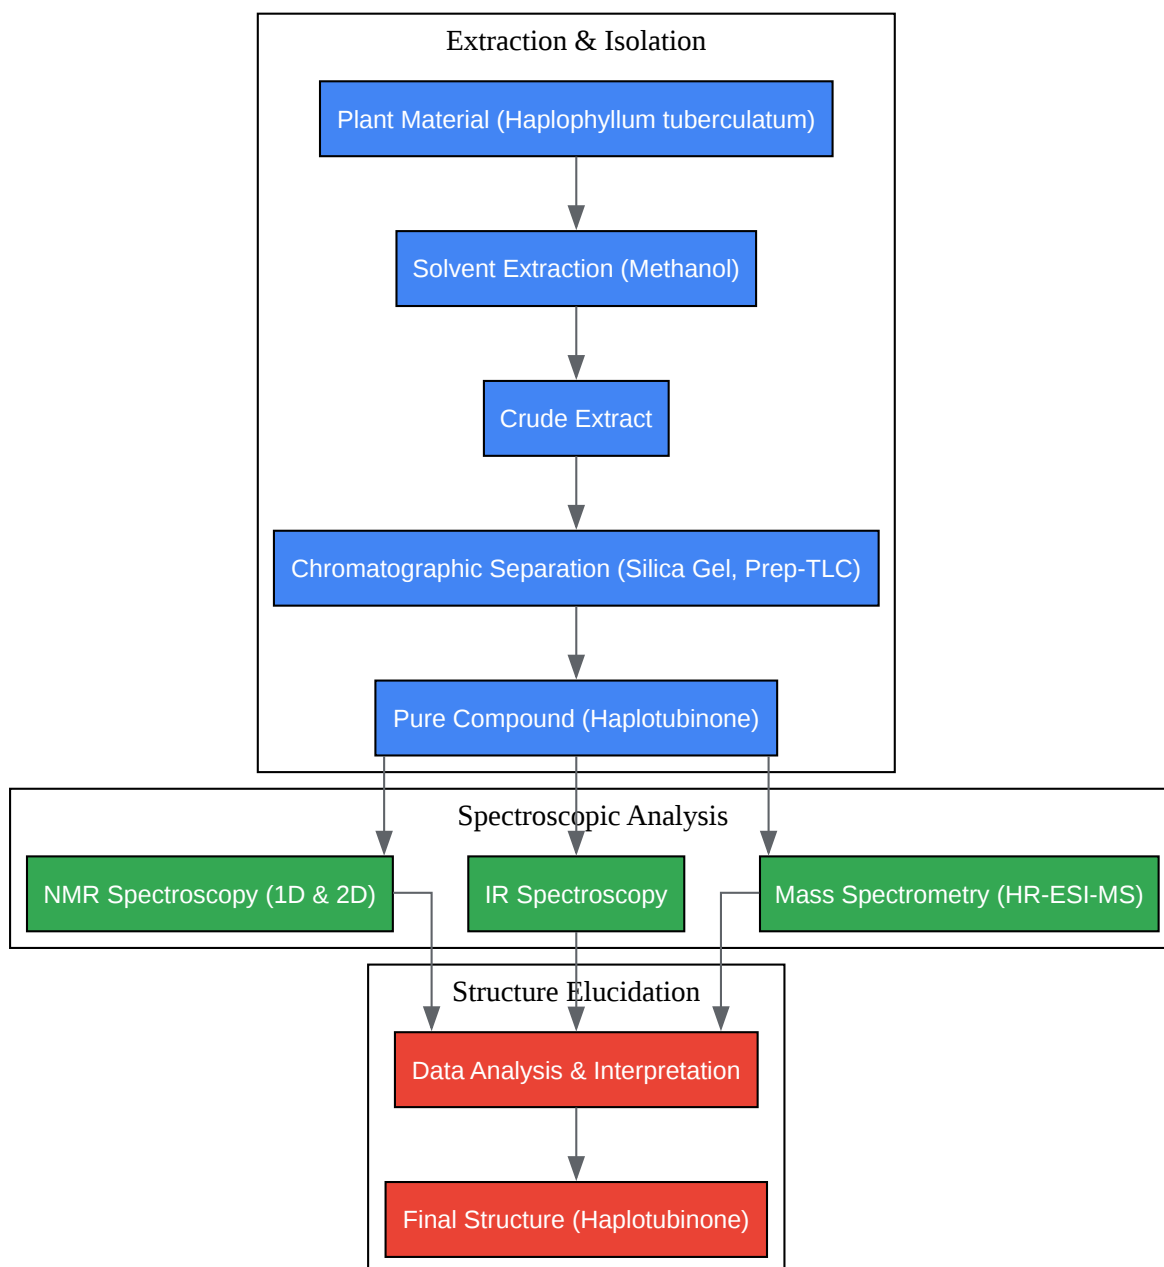 Extraction & Isolation
Plant Material (Haplophyllum tuberculatum)
Solvent Extraction (Methanol)
Crude Extract
Chromatographic Separation (Silica Gel, Prep-TLC)
Pure Compound (Haplotubinone)
Spectroscopic Analysis
NMR Spectroscopy (1D & 2D)
IR Spectroscopy
Mass Spectrometry (HR-ESI-MS)
Structure Elucidation
Data Analysis & Interpretation
Final Structure (Haplotubinone)